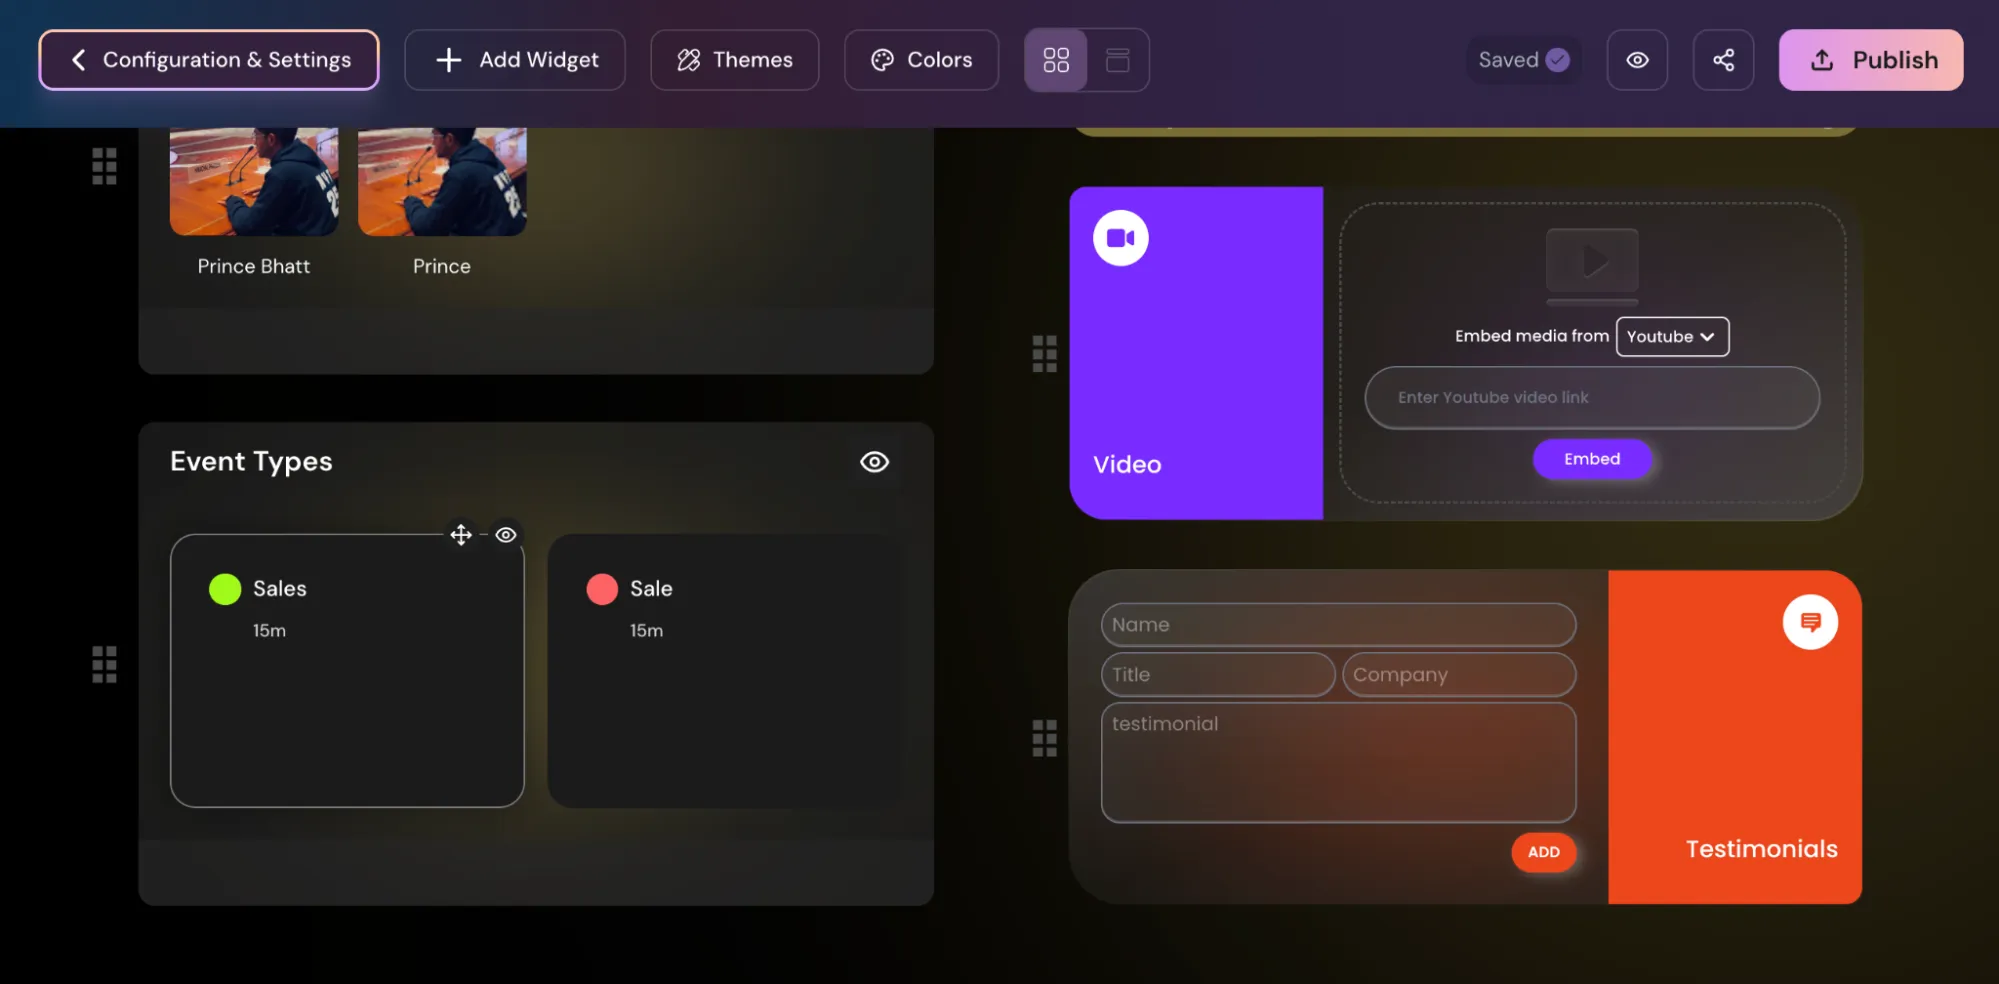 Configuration & Settings
Add Widget
Themes
Colors
Saved
Publish
Prince Bhatt
Prince
Event Types
Sales
15m
Sale
15m
Video
Embed media from Youtube
Enter Youtube video link
Embed
Name
Title
Company
testimonial
ADD
Testimonials